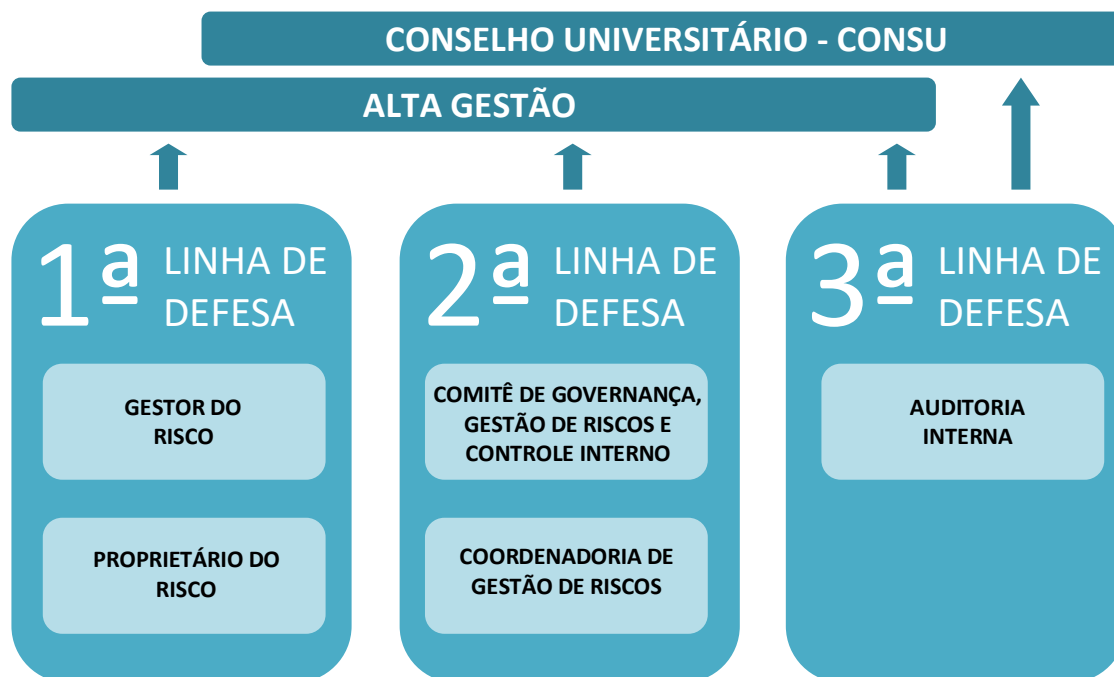 CONSELHO UNIVERSITÁRIO - CONSU
ALTA GESTÃO
1ª LINHA DE
DEFESA
GESTOR DO
RISCO
PROPRIETÁRIO DO
RISCO
2ª LINHA DE
DEFESA
COMITÊ DE GOVERNANÇA,
GESTÃO DE RISCOS E
CONTROLE INTERNO
COORDENADORIA DE
GESTÃO DE RISCOS
3ª LINHA DE
DEFESA
AUDITORIA
INTERNA